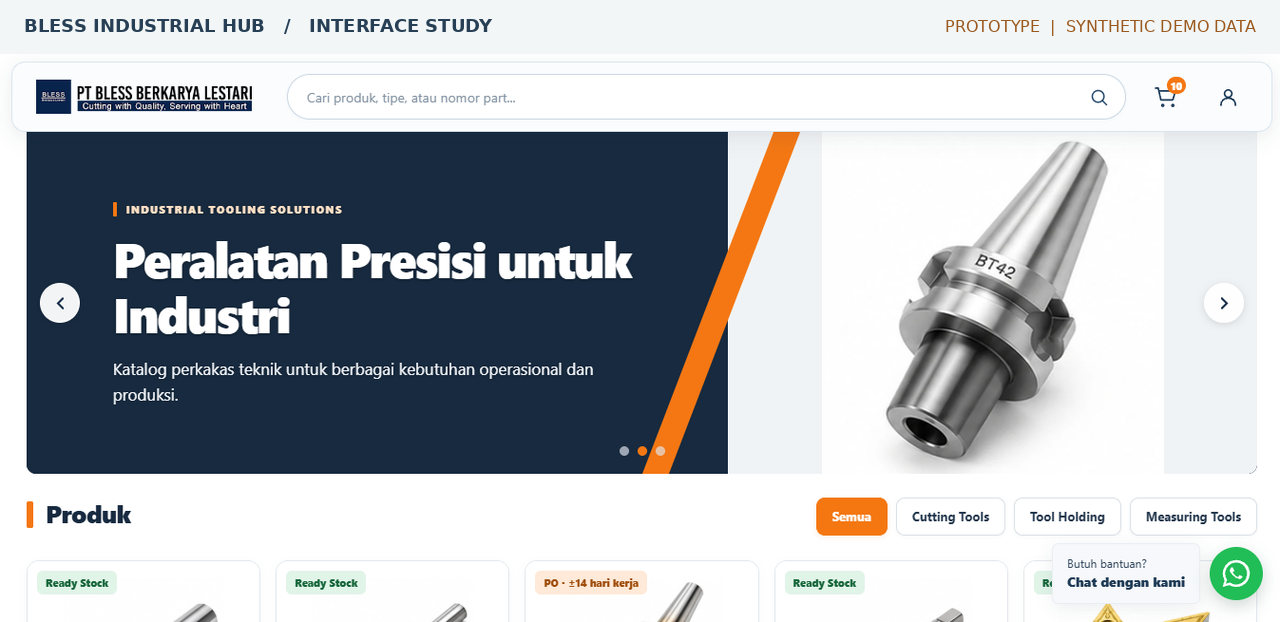 BLESS INDUSTRIAL HUB / INTERFACE STUDY
PROTOTYPE | SYNTHETIC DEMO DATA
BLESS
PT BLESS BERKARYA LESTARI
Cutting with Quality, Serving with Heart
Cari produk, tipe, atau nomor part...
10
INDUSTRIAL TOOLING SOLUTIONS
Peralatan Presisi untuk
Industri
Katalog perkakas teknik untuk berbagai kebutuhan operasional dan
produksi.
BT42
Produk
Semua
Cutting Tools
Tool Holding
Measuring Tools
Ready Stock
Ready Stock
PO · ±14 hari kerja
Ready Stock
Butuh bantuan?
Chat dengan kami